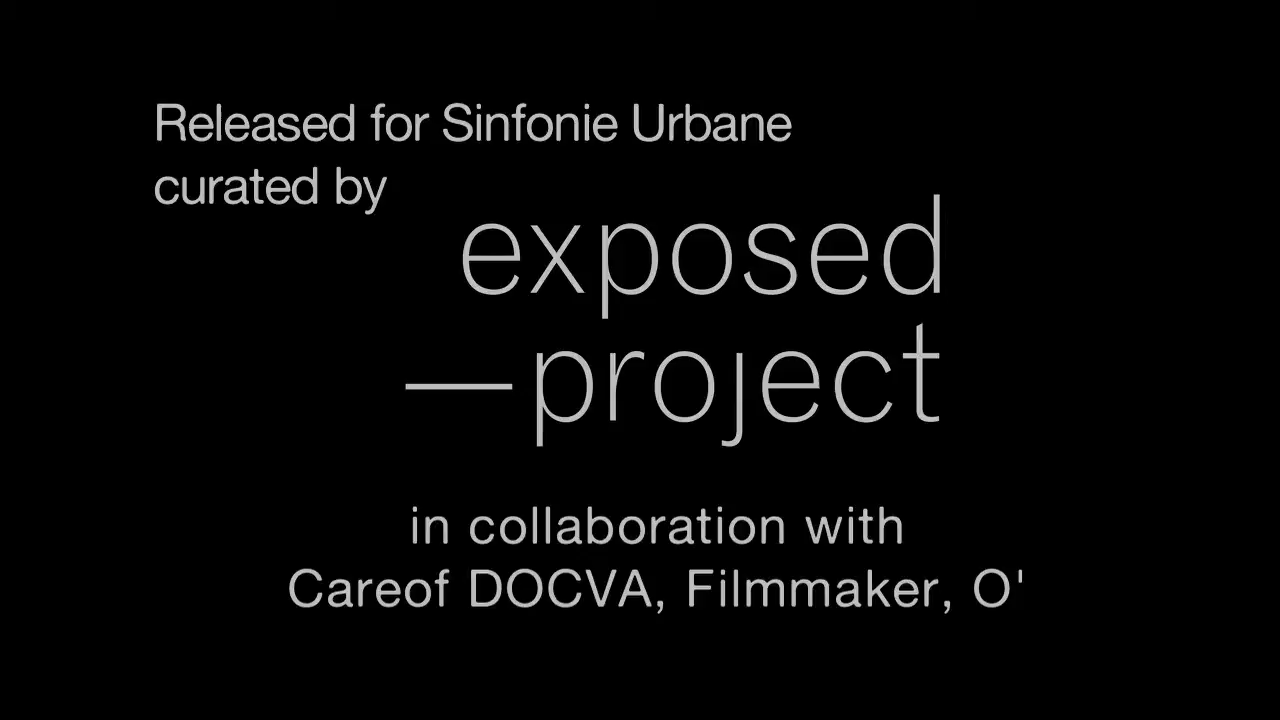 Released for Sinfonie Urbane
curated by
exposed
—project
in collaboration with
Careof DOCVA, Filmmaker, O'